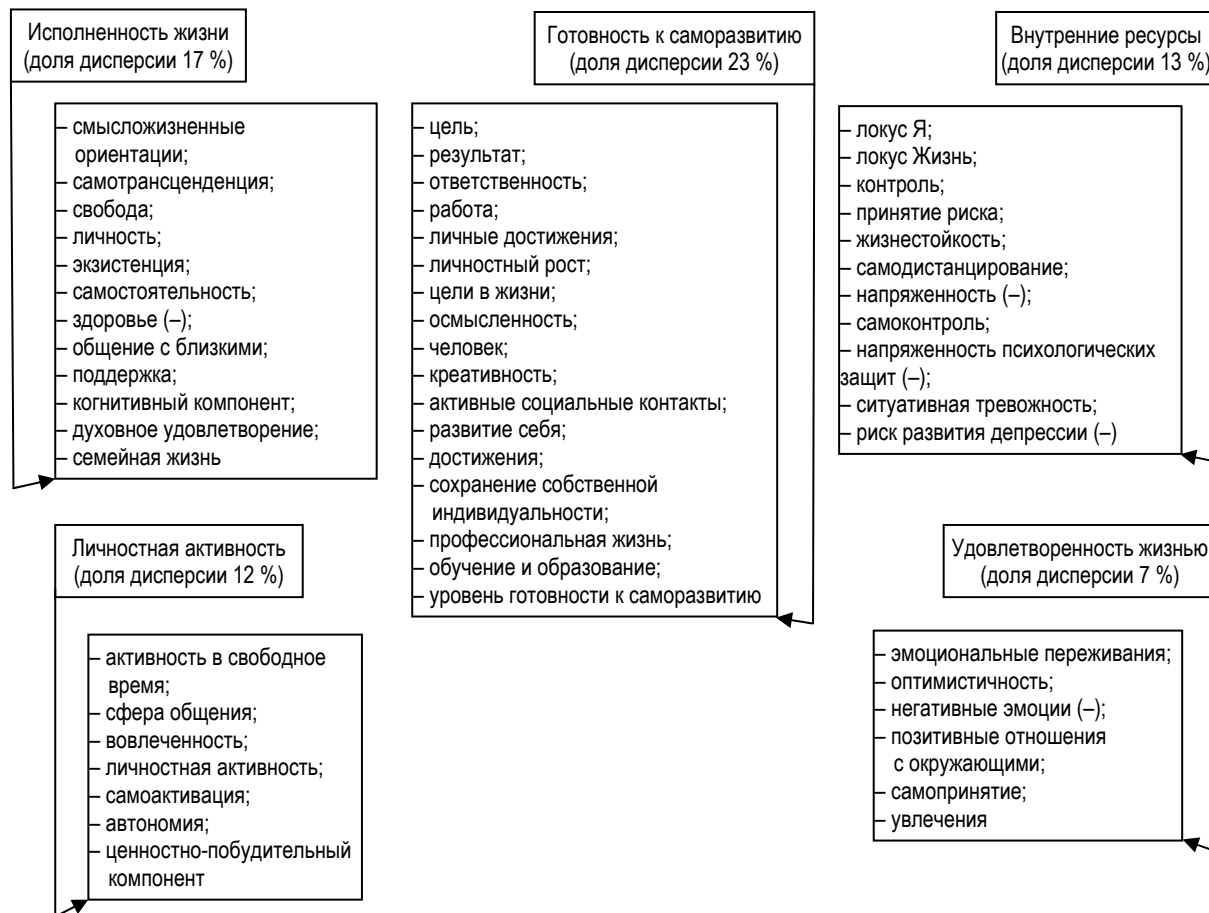 Исполненность жизни
(доля дисперсии 17 %)
– смысложизненные
ориентации;
– самотрансценденция;
– свобода;
– личность;
– экзистенция;
– самостоятельность;
– здоровье (–);
– общение с близкими;
– поддержка;
– когнитивный компонент;
– духовное удовлетворение;
– семейная жизнь
Готовность к саморазвитию
(доля дисперсии 23 %)
– цель;
– результат;
– ответственность;
– работа;
– личные достижения;
– личностный рост;
– цели в жизни;
– осмысленность;
– человек;
– креативность;
– активные социальные контакты;
– развитие себя;
– достижения;
– сохранение собственной
индивидуальности;
– профессиональная жизнь;
– обучение и образование;
– уровень готовности к саморазвитию
Внутренние ресурсы
(доля дисперсии 13 %)
– локус Я;
– локус Жизнь;
– контроль;
– принятие риска;
– жизнестойкость;
– самодистанцирование;
– напряженность (–);
– самоконтроль;
– напряженность психологических
защит (–);
– ситуативная тревожность;
– риск развития депрессии (–)
Личностная активность
(доля дисперсии 12 %)
– активность в свободное
время;
– сфера общения;
– вовлеченность;
– личностная активность;
– самоактивация;
– автономия;
– ценностно-побудительный
компонент
Удовлетворенность жизнью
(доля дисперсии 7 %)
– эмоциональные переживания;
– оптимистичность;
– негативные эмоции (–);
– позитивные отношения
с окружающими;
– самопринятие;
– увлечения